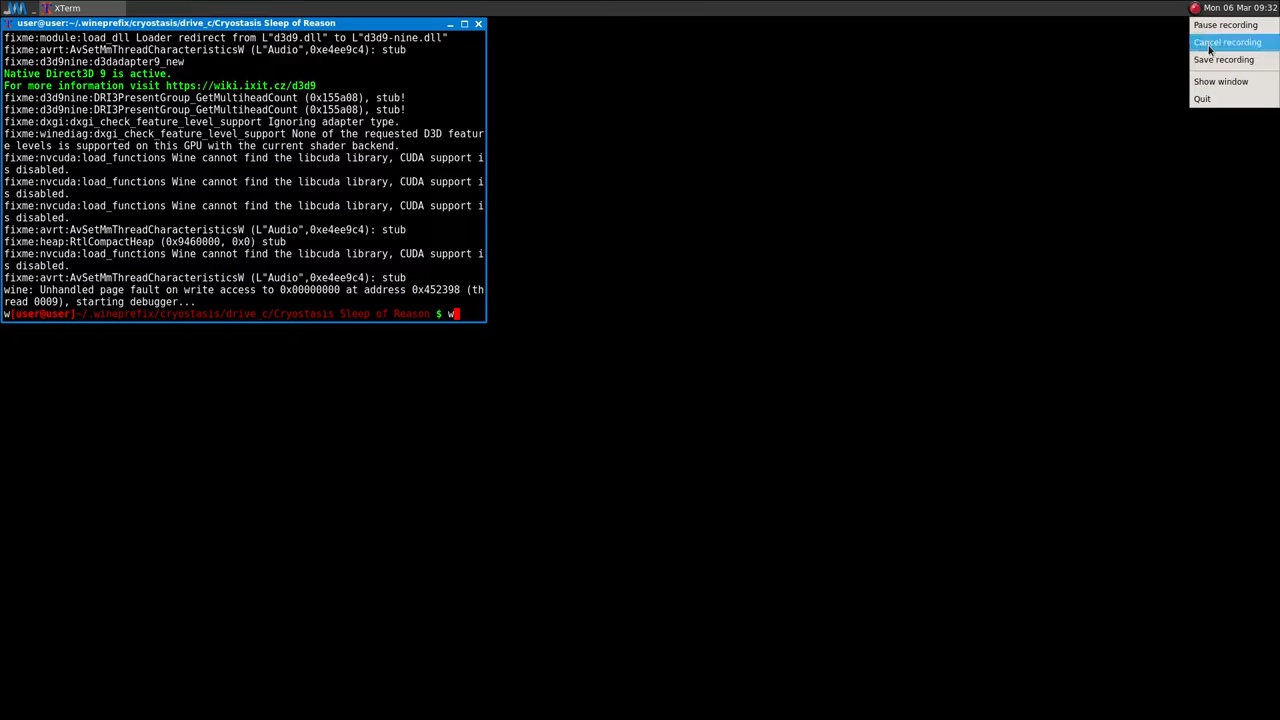 XTerm
Mon 06 Mar 09:32
user@user:~/.wineprefix/cryostasis/drive_c/Cryostasis Sleep of Reason
fixme:module:load_dll Loader redirect from L"d3d9.dll" to L"d3d9-nine.dll"
fixme:avrt:AvSetMmThreadCharacteristicsW (L"Audio",0xe4ee9c4): stub
fixme:d3d9nine:d3dadapter9_new
Native Direct3D 9 is active.
For more information visit https://wiki.ixit.cz/d3d9
fixme:d3d9nine:DRI3PresentGroup_GetMultiheadCount (0x155a08), stub!
fixme:d3d9nine:DRI3PresentGroup_GetMultiheadCount (0x155a08), stub!
fixme:dxgi:dxgi_check_feature_level_support Ignoring adapter type.
fixme:winediag:dxgi_check_feature_level_support None of the requested D3D featur
e levels is supported on this GPU with the current shader backend.
fixme:nvcuda:load_functions Wine cannot find the libcuda library, CUDA support i
s disabled.
fixme:nvcuda:load_functions Wine cannot find the libcuda library, CUDA support i
s disabled.
fixme:nvcuda:load_functions Wine cannot find the libcuda library, CUDA support i
s disabled.
fixme:avrt:AvSetMmThreadCharacteristicsW (L"Audio",0xe4ee9c4): stub
fixme:heap:RtlCompactHeap (0x9460000, 0x0) stub
fixme:nvcuda:load_functions Wine cannot find the libcuda library, CUDA support i
s disabled.
fixme:avrt:AvSetMmThreadCharacteristicsW (L"Audio",0xe4ee9c4): stub
wine: Unhandled page fault on write access to 0x00000000 at address 0x452398 (th
read 0009), starting debugger...
w[user@user]~/.wineprefix/cryostasis/drive_c/Cryostasis Sleep of Reason $ w
Pause recording
Cancel recording
Save recording
Show window
Quit